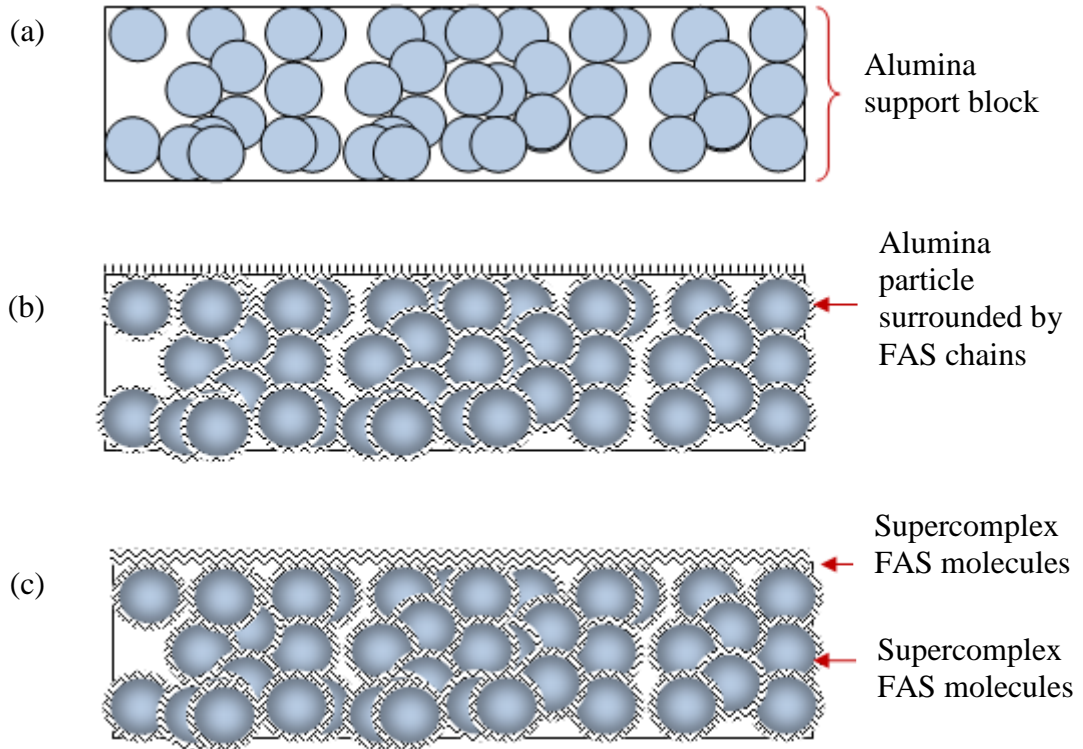 (a)
Alumina
support block
(b)
Alumina
particle
surrounded by
FAS chains
(c)
Supercomplex
FAS molecules
Supercomplex
FAS molecules